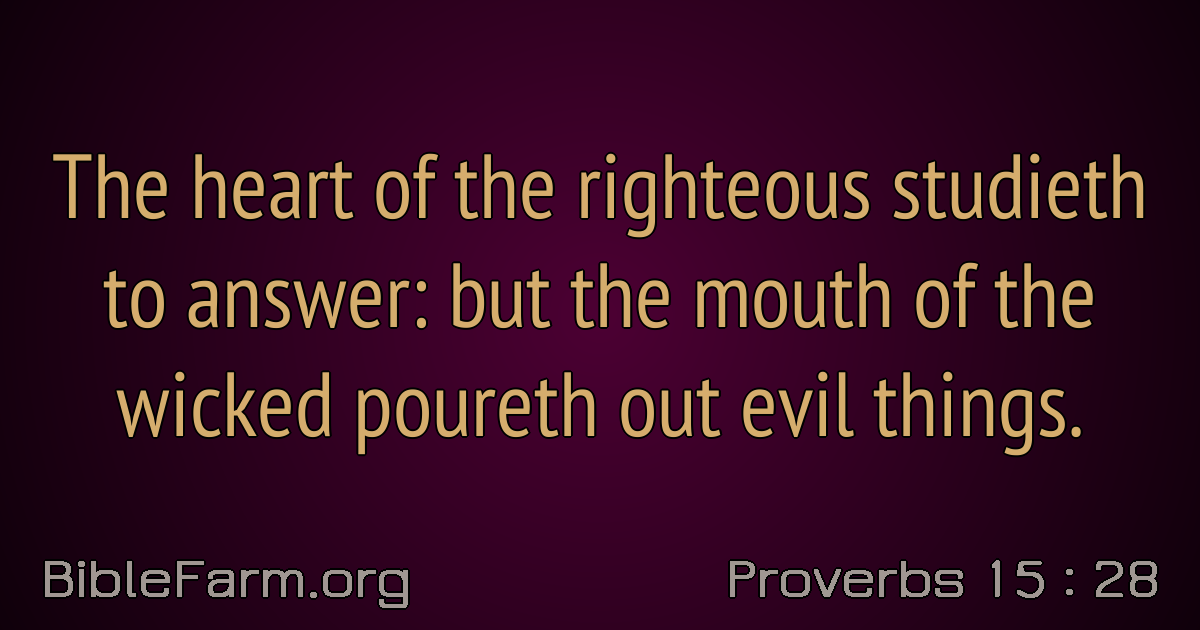 The heart of the righteous studieth
to answer: but the mouth of the
wicked poureth out evil things.
BibleFarm.org
Proverbs 15 : 28